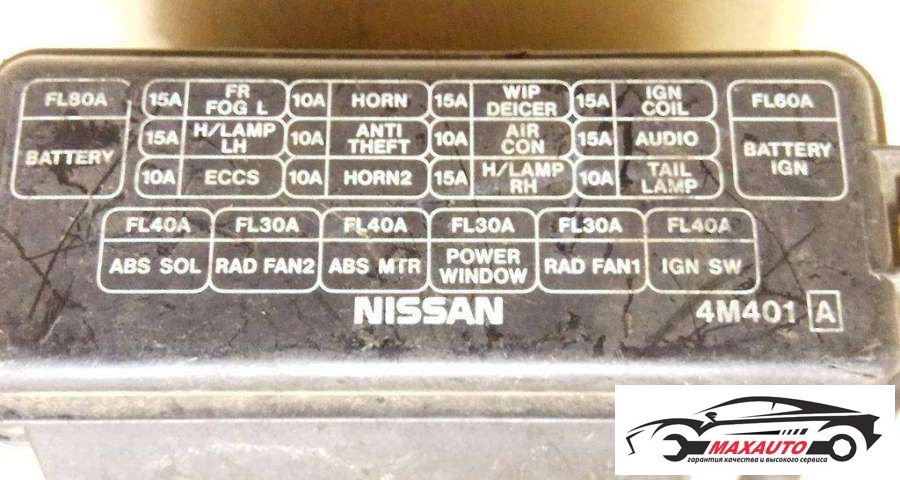 FL80A
BATTERY
15A FR FOG L 10A HORN 15A WIP DEICER 15A IGN COIL
15A H/LAMP LH 10A ANTI THEFT 10A AIR CON 15A AUDIO
10A ECCS 10A HORN2 15A H/LAMP RH 10A TAIL LAMP
FL60A
BATTERY
IGN
FL40A FL30A FL40A FL30A FL30A FL40A
ABS SOL RAD FAN2 ABS MTR POWER WINDOW RAD FAN1 IGN SW
NISSAN 4M401 A
MAXAUTO
гарантия качества и высокого сервиса